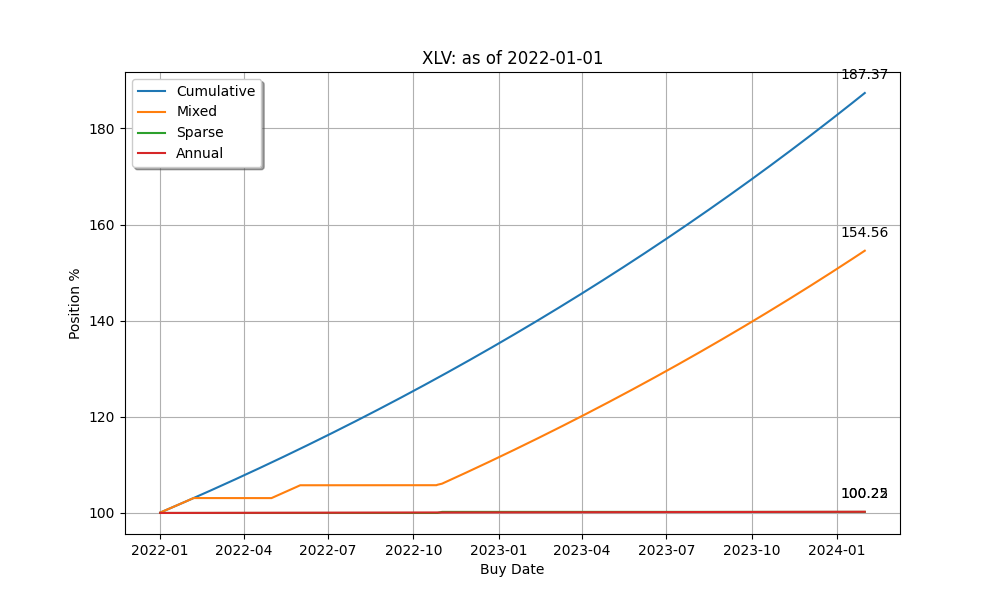 XLV: as of 2022-01-01
187.37
Cumulative
Mixed
Sparse
Annual
180
160
154.56
140
120
100
Position %
2022-01
2022-04
2022-07
2022-10
2023-01
2023-04
2023-07
2023-10
2024-01
Buy Date